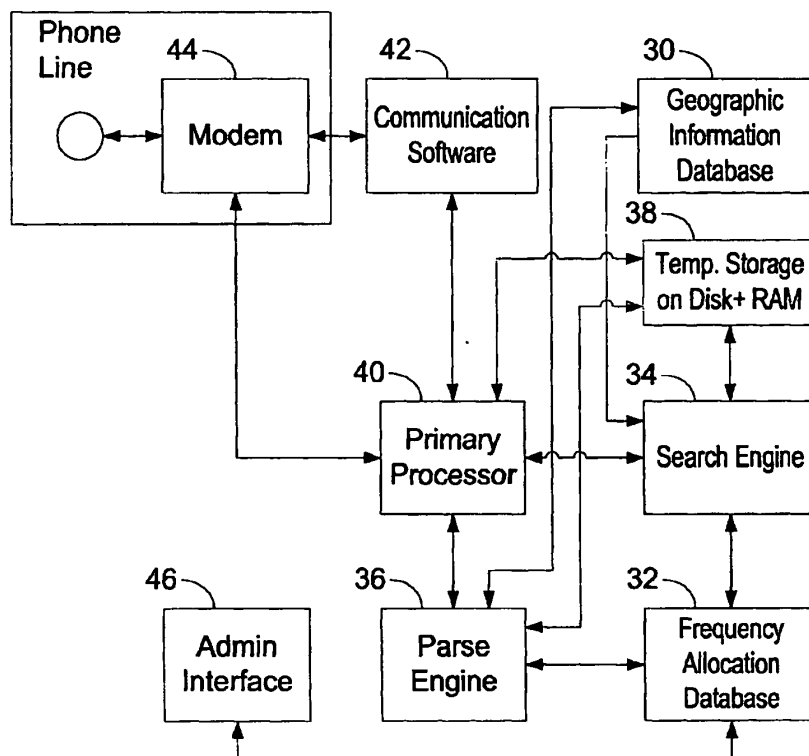 Phone
Line
44
Modem
42
Communication
Software
30
Geographic
Information
Database
38
Temp. Storage
on Disk+ RAM
40
Primary
Processor
34
Search Engine
46
Admin
Interface
36
Parse
Engine
32
Frequency
Allocation
Database